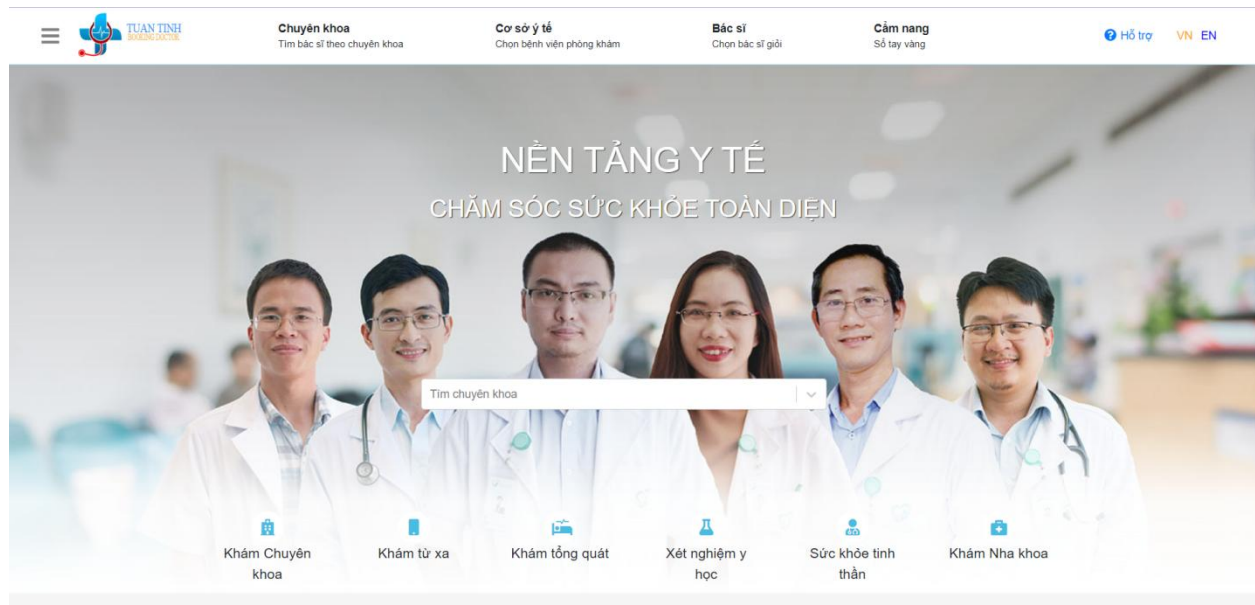 TUAN TINH
BOOKING DOCTOR
Chuyên khoa
Tìm bác sĩ theo chuyên khoa
Cơ sở y tế
Chọn bệnh viện phòng khám
Bác sĩ
Chọn bác sĩ giỏi
Cẩm nang
Sổ tay vàng
Hỗ trợ
VN EN
NỀN TẢNG Y TẾ
CHĂM SÓC SỨC KHỎE TOÀN DIỆN
Tìm chuyên khoa
Khám Chuyên
khoa
Khám từ xa
Khám tổng quát
Xét nghiệm y
học
Sức khỏe tinh
thần
Khám Nha khoa